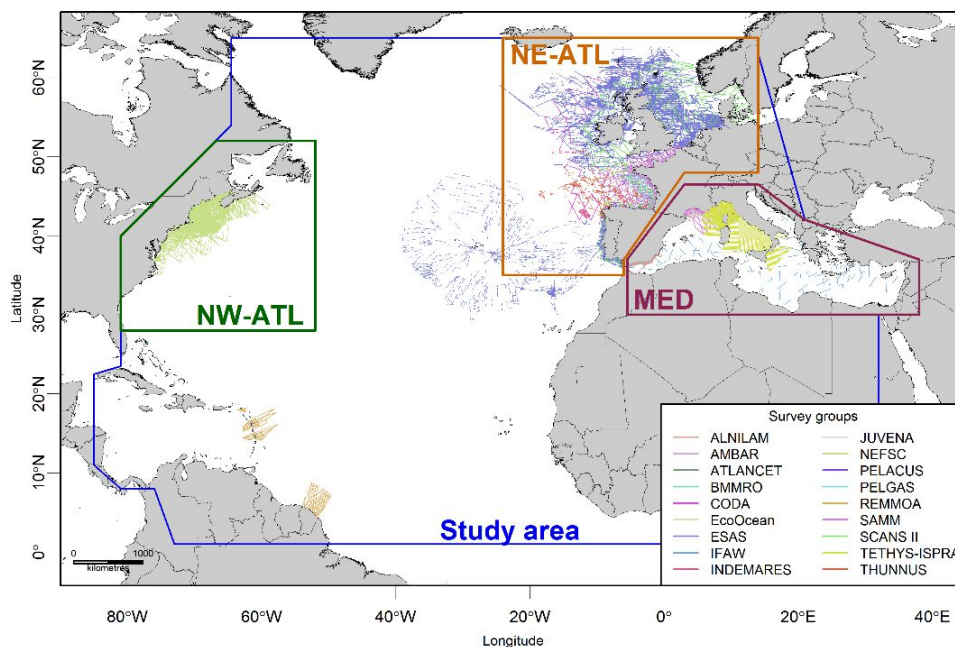 NE-ATL
NW-ATL
MED
Study area
Latitude
60°N
50°N
40°N
30°N
20°N
10°N
0°
0 1000
kilometres
80°W
60°W
40°W
20°W
0°
20°E
40°E
Longitude
Survey groups
ALNILAM
AMBAR
ATLANCET
BMMRO
CODA
EcoOcean
ESAS
IFAW
INDEMARES
JUVENA
NEFSC
PELACUS
PELGAS
REMMOA
SAMM
SCANS II
TETHYS-ISPRA
THUNNUS